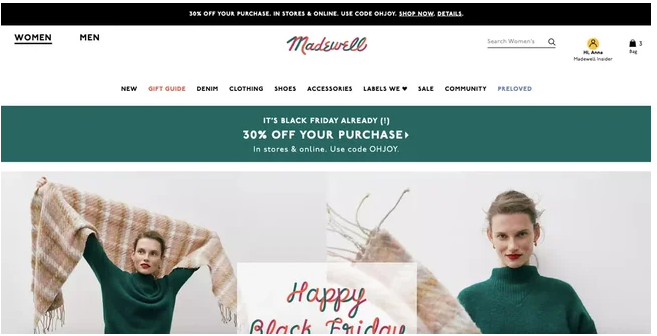 30% OFF YOUR PURCHASE. IN STORES & ONLINE. USE CODE OHJOY. SHOP NOW. DETAILS.
WOMEN MEN
Madewell
Search Women's
Hi, Anna
Madewell Insider
3
Bag
NEW GIFT GUIDE DENIM CLOTHING SHOES ACCESSORIES LABELS WE ♥ SALE COMMUNITY PRELOVED
IT'S BLACK FRIDAY ALREADY (!)
30% OFF YOUR PURCHASE
In stores & online. Use code OHJOY.
Happy
Black Friday